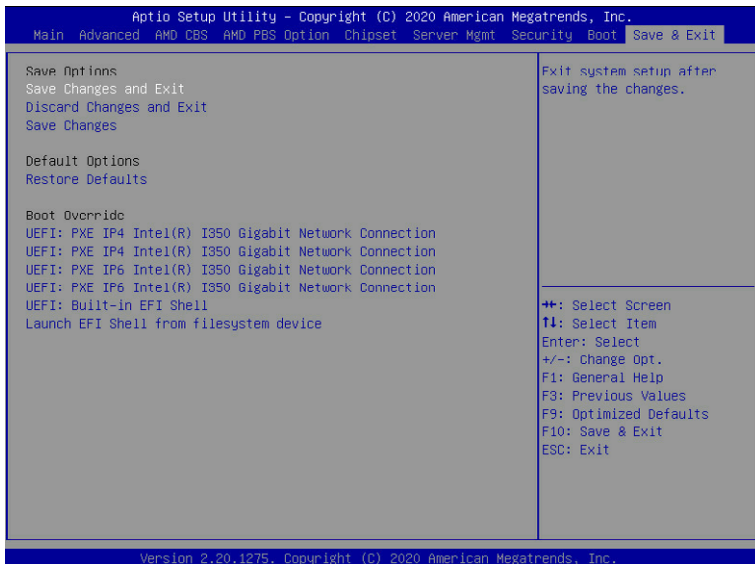 Aptio Setup Utility – Copyright (C) 2020 American Megatrends, Inc.
Main Advanced AMD CBS AMD PBS Option Chipset Server Mgmt Security Boot Save & Exit
Save Options
Save Changes and Exit
Discard Changes and Exit
Save Changes
Default Options
Restore Defaults
Boot Override
UEFI: PXE IP4 Intel(R) I350 Gigabit Network Connection
UEFI: PXE IP4 Intel(R) I350 Gigabit Network Connection
UEFI: PXE IP6 Intel(R) I350 Gigabit Network Connection
UEFI: PXE IP6 Intel(R) I350 Gigabit Network Connection
UEFI: Built-in EFI Shell
Launch EFI Shell from filesystem device
Exit system setup after
saving the changes.
→←: Select Screen
↑↓: Select Item
Enter: Select
+/-: Change Opt.
F1: General Help
F3: Previous Values
F9: Optimized Defaults
F10: Save & Exit
ESC: Exit
Version 2.20.1275. Copyright (C) 2020 American Megatrends, Inc.